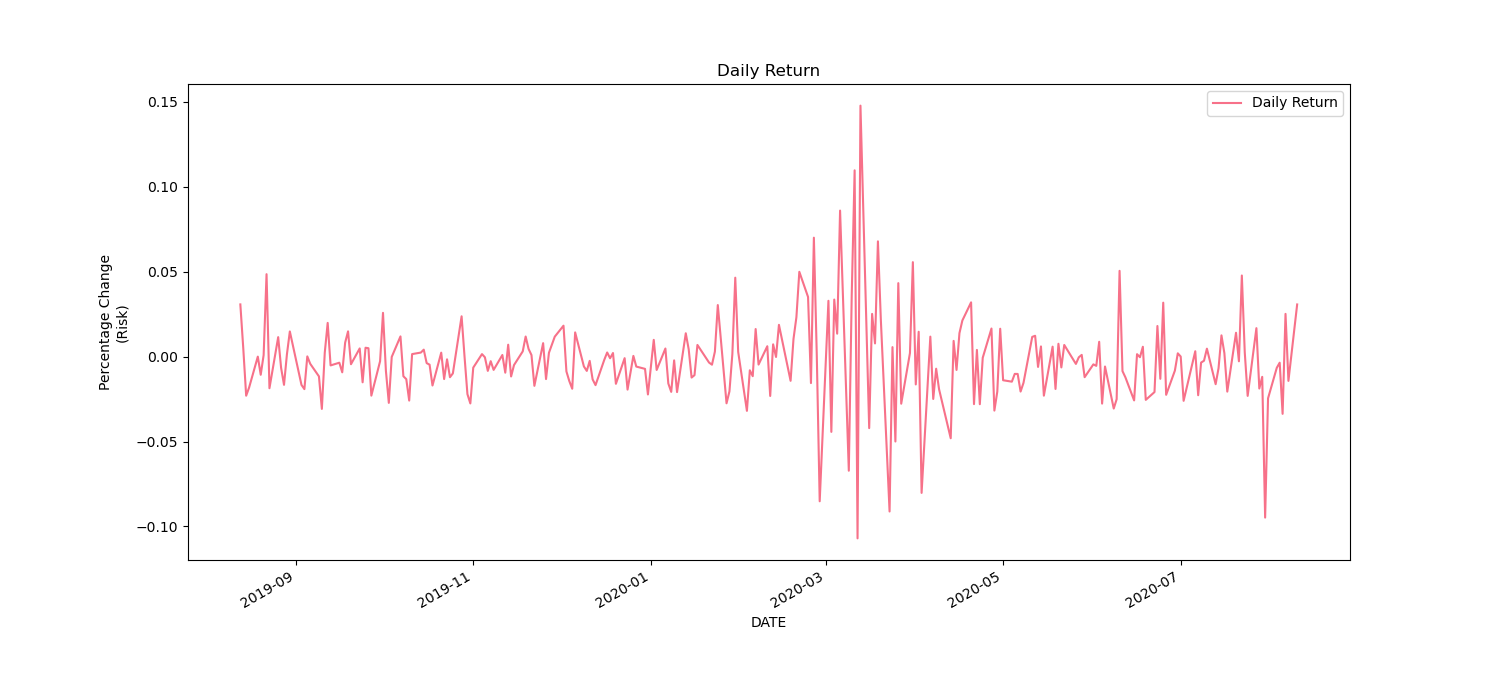 Daily Return
Daily Return
0.15
0.10
0.05
0.00
−0.05
−0.10
Percentage Change
(Risk)
2019-09
2019-11
2020-01
2020-03
2020-05
2020-07
DATE